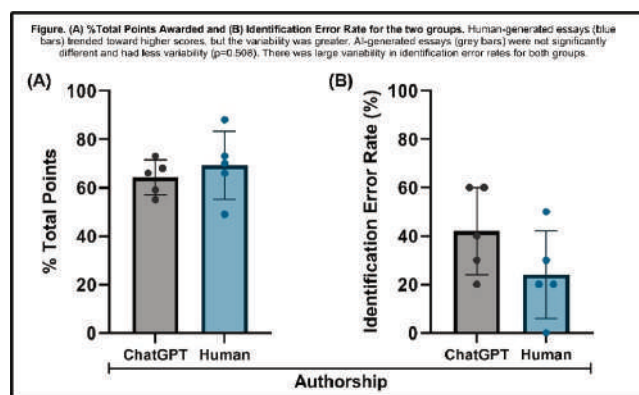 Figure. (A) %Total Points Awarded and (B) Identification Error Rate for the two groups. Human-generated essays (blue
bars) trended toward higher scores, but the variability was greater. AI-generated essays (grey bars) were not significantly
different and had less variability (p=0.508). There was large variability in identification error rates for both groups.
(A)
% Total Points
100
80
60
40
20
0
ChatGPT Human
(B)
Identification Error Rate (%)
100
80
60
40
20
0
ChatGPT Human
Authorship